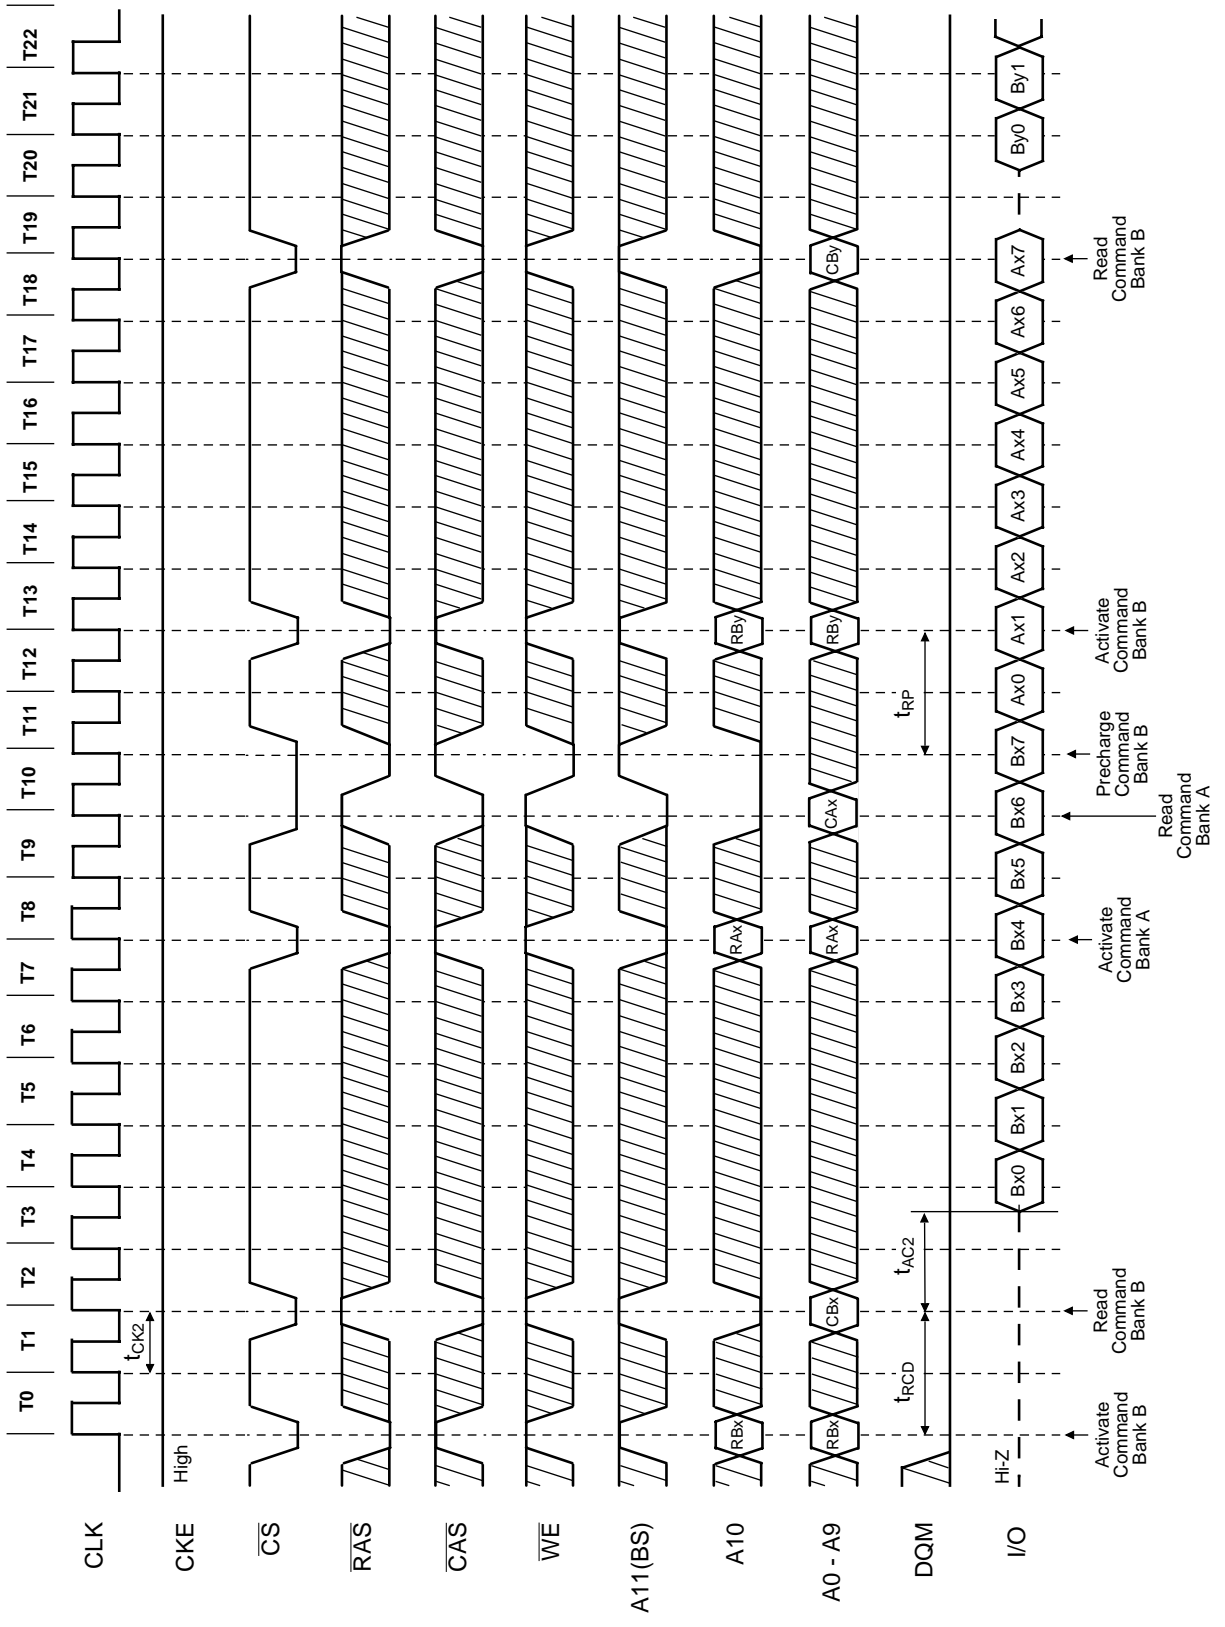 T0 T1 T2 T3 T4 T5 T6 T7 T8 T9 T10 T11 T12 T13 T14 T15 T16 T17 T18 T19 T20 T21 T22
CLK
tCK2
CKE
High
CS
RAS
CAS
WE
A11(BS)
A10
RBx RAx RBy
A0 - A9
RBx CBx RAx CAx RBy CBy
DQM
tRCD tAC2 tRP
I/O
Hi-Z
Bx0 Bx1 Bx2 Bx3 Bx4 Bx5 Bx6 Bx7 Ax0 Ax1 Ax2 Ax3 Ax4 Ax5 Ax6 Ax7 By0 By1
Activate
Command
Bank B
Read
Command
Bank B
Activate
Command
Bank A
Read
Command
Bank A
Precharge
Command
Bank B
Activate
Command
Bank B
Read
Command
Bank B